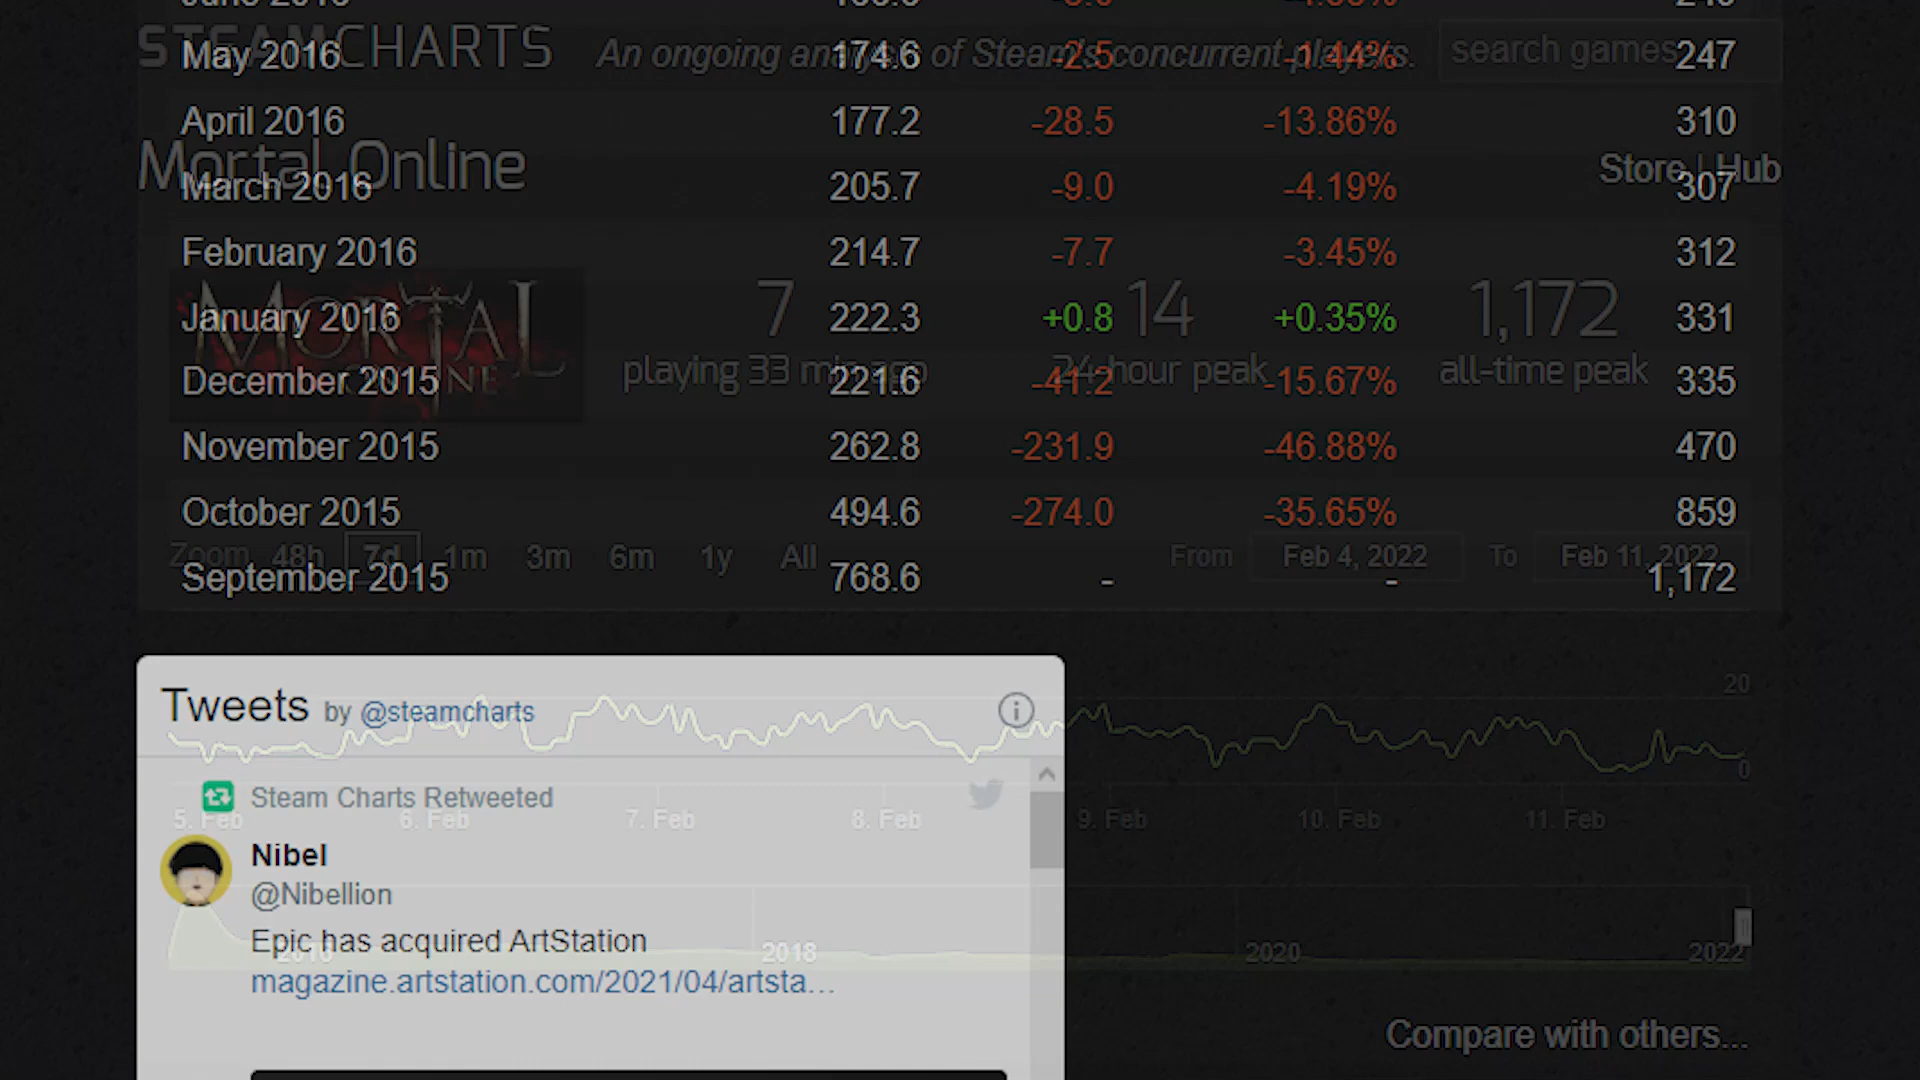 June 2016
STEAMCHARTS An ongoing analysis of Steam's concurrent players. search games
May 2016 174.6 -2.5 -1.44% 247
April 2016 177.2 -28.5 -13.86% 310
Mortal Online Store | Hub
March 2016 205.7 -9.0 -4.19% 307
February 2016 214.7 -7.7 -3.45% 312
MORTAL ONLINE
7 14 1,172
January 2016 222.3 +0.8 +0.35% 331
playing 33 min ago 24-hour peak all-time peak
December 2015 221.6 -41.2 -15.67% 335
November 2015 262.8 -231.9 -46.88% 470
October 2015 494.6 -274.0 -35.65% 859
Zoom 48h 7d 1m 3m 6m 1y All From Feb 4, 2022 To Feb 11, 2022
September 2015 768.6 - - 1,172
20
Tweets by @steamcharts
0
Steam Charts Retweeted
5. Feb 6. Feb 7. Feb 8. Feb 9. Feb 10. Feb 11. Feb
Nibel
@Nibellion
Epic has acquired ArtStation
2016 2018 2020 2022
magazine.artstation.com/2021/04/artsta…
Compare with others...